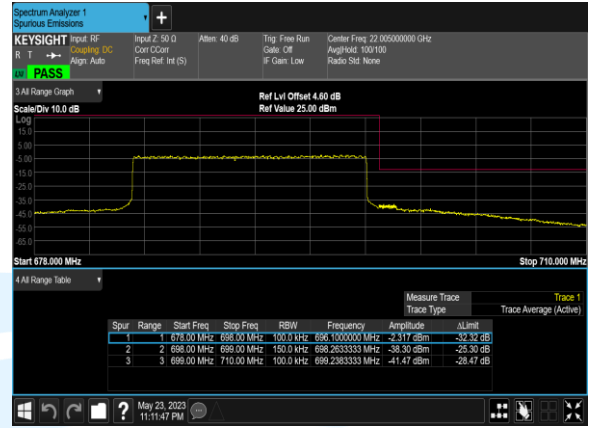 Spectrum Analyzer 1
Spurious Emissions
KEYSIGHT Input: RF Input Z: 50 Ω Atten: 40 dB Trig: Free Run Center Freq: 22.005000000 GHz
R T Coupling: DC Corr CCorr Gate: Off Avg|Hold: 100/100
Align: Auto Freq Ref: Int (S) IF Gain: Low Radio Std: None
PASS
3 All Range Graph
Ref Lvl Offset 4.60 dB
Scale/Div 10.0 dB Ref Value 25.00 dBm
Log
15.0
5.00
-5.00
-15.0
-25.0
-35.0
-45.0
-55.0
-65.0
Start 678.000 MHz Stop 710.000 MHz
4 All Range Table
Measure Trace Trace 1
Trace Type Trace Average (Active)
Spur Range Start Freq Stop Freq RBW Frequency Amplitude ΔLimit
1 1 678.00 MHz 698.00 MHz 100.0 kHz 696.1000000 MHz -2.317 dBm -32.32 dB
2 2 698.00 MHz 699.00 MHz 150.0 kHz 698.2633333 MHz -38.30 dBm -25.30 dB
3 3 699.00 MHz 710.00 MHz 100.0 kHz 699.2383333 MHz -41.47 dBm -28.47 dB
May 23, 2023
11:11:47 PM